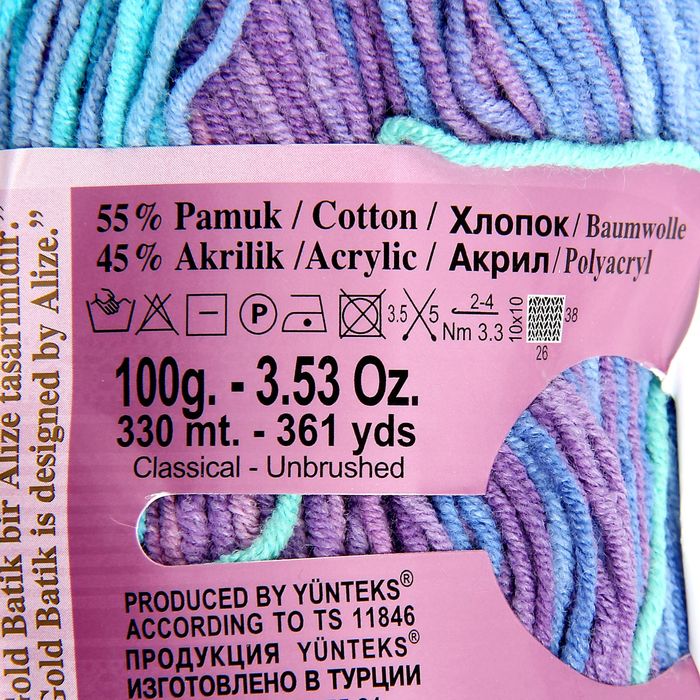 55% Pamuk / Cotton / Хлопок / Baumwolle
45% Akrilik / Acrylic / Акрил / Polyacryl
P 3.5 5 2-4 Nm 3.3 10x10 38 26
100g. - 3.53 Oz.
330 mt. - 361 yds
Classical - Unbrushed
PRODUCED BY YÜNTEKS®
ACCORDING TO TS 11846
ПРОДУКЦИЯ YÜNTEKS®
ИЗГОТОВЛЕНО В ТУРЦИИ
Gold Batik bir Alize tasarımıdır.”
Gold Batik is designed by Alize.”